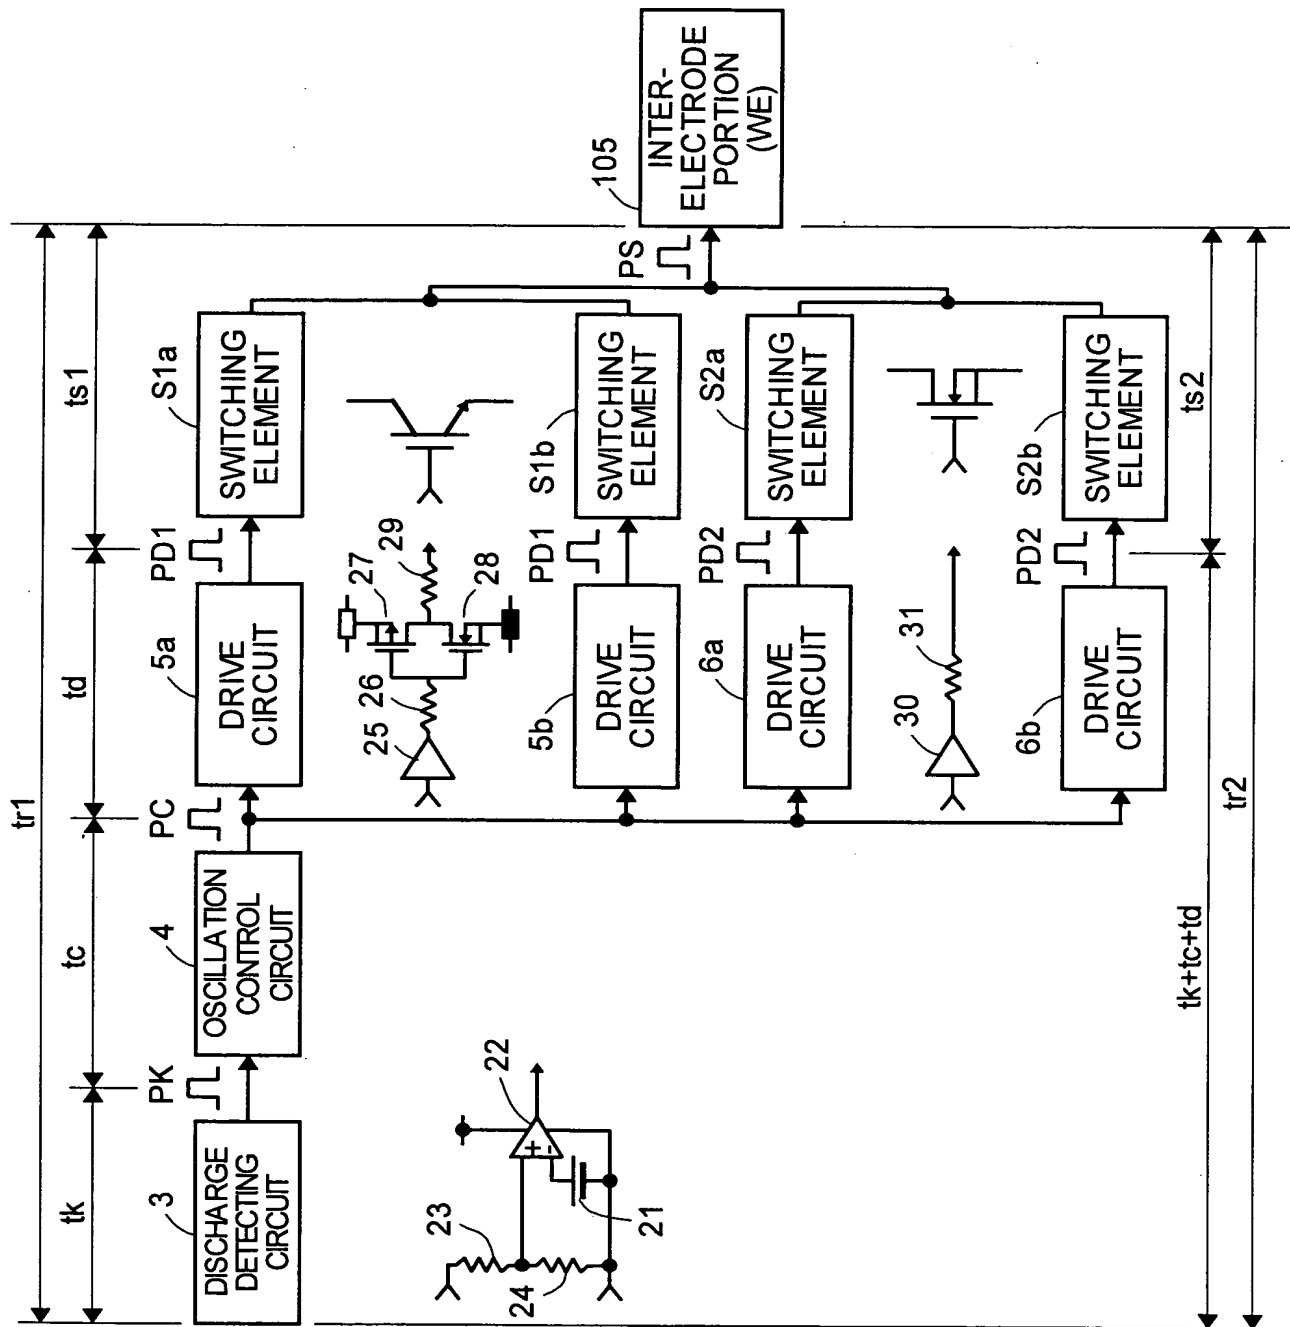 tr1
tk
tc
td
ts1
PK
PC
PD1
3
DISCHARGE
DETECTING
CIRCUIT
4
OSCILLATION
CONTROL
CIRCUIT
5a
DRIVE
CIRCUIT
S1a
SWITCHING
ELEMENT
23
24
21
22
+
-
25
26
27
28
29
5b
DRIVE
CIRCUIT
PD1
S1b
SWITCHING
ELEMENT
PS
105
INTER-
ELECTRODE
PORTION
(WE)
6a
DRIVE
CIRCUIT
PD2
S2a
SWITCHING
ELEMENT
30
31
6b
DRIVE
CIRCUIT
PD2
S2b
SWITCHING
ELEMENT
tk+tc+td
ts2
tr2